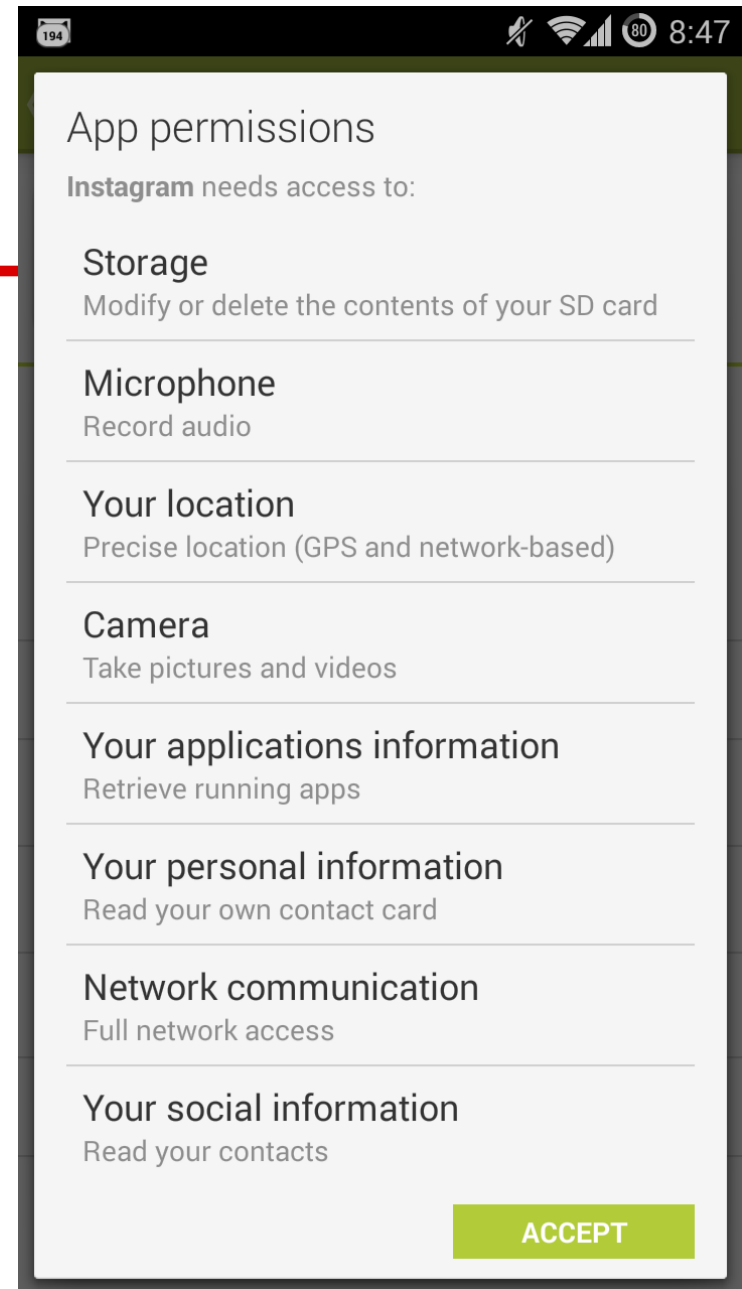 194
80 8:47
App permissions
Instagram needs access to:
Storage
Modify or delete the contents of your SD card
Microphone
Record audio
Your location
Precise location (GPS and network-based)
Camera
Take pictures and videos
Your applications information
Retrieve running apps
Your personal information
Read your own contact card
Network communication
Full network access
Your social information
Read your contacts
ACCEPT